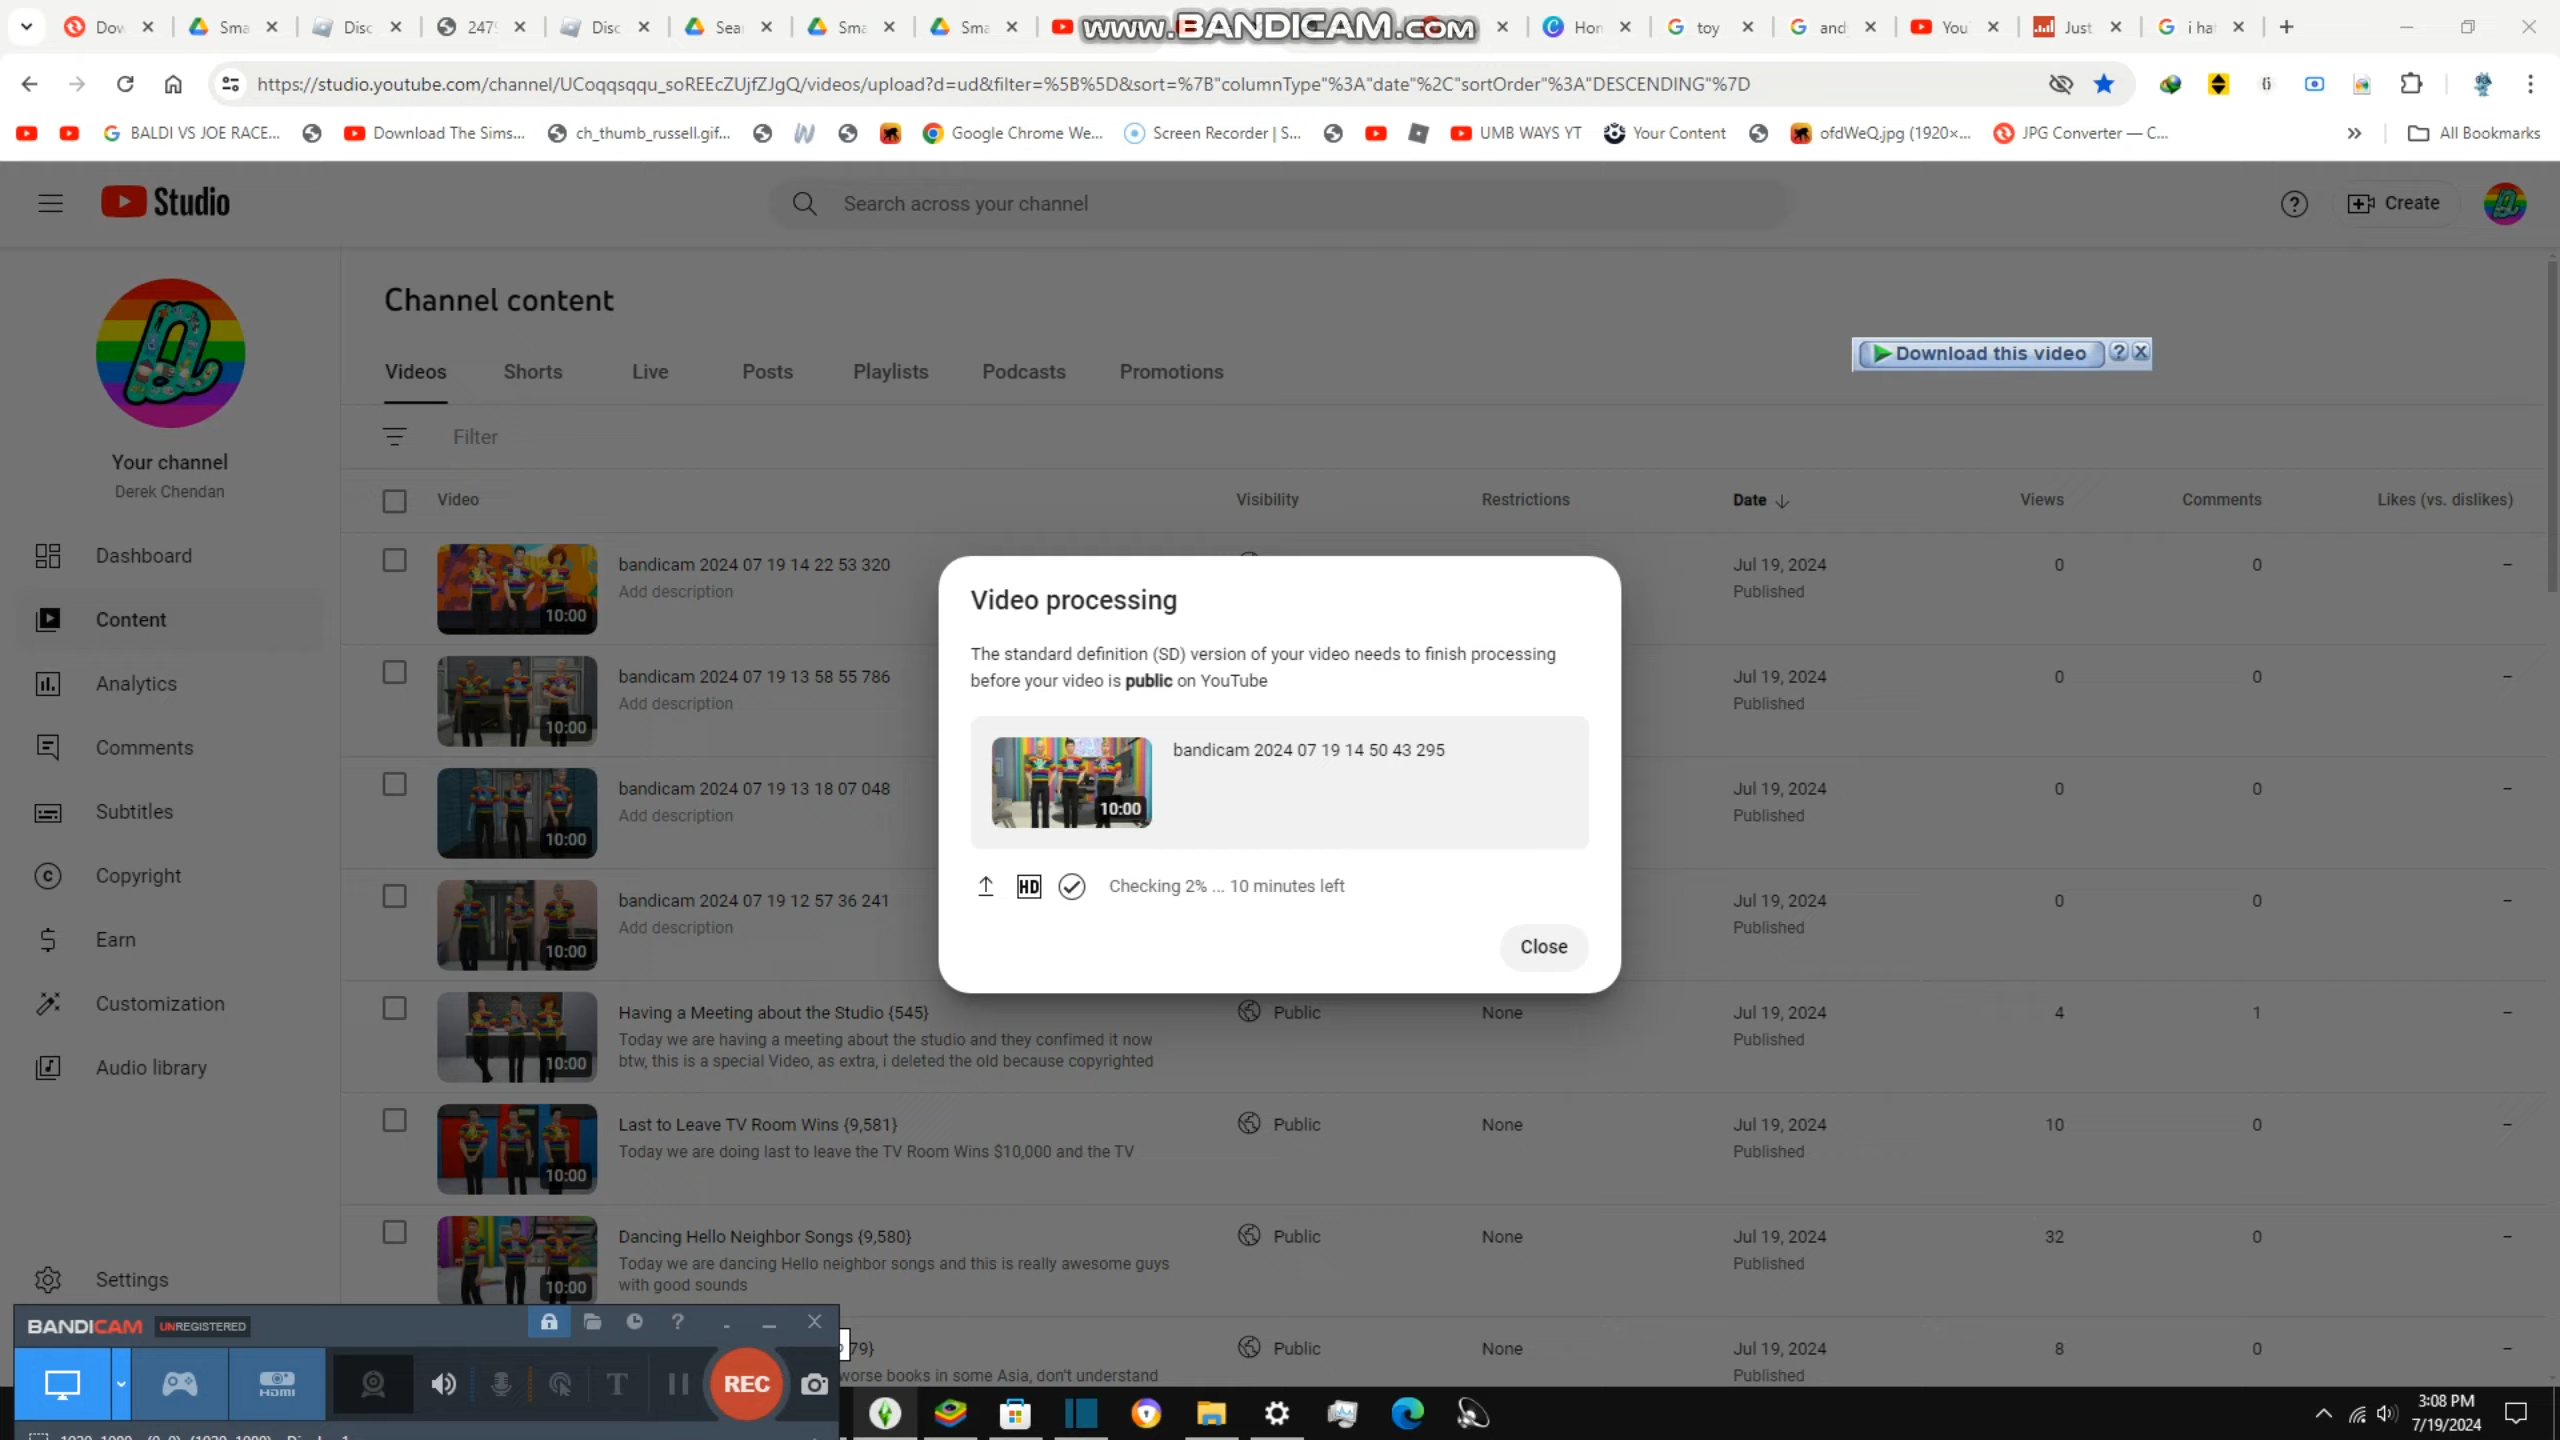 www.BANDICAM.com
Dow
Sma
Disc
247
Disc
Sea
Sma
Sma
Hon
toy
and
You
Just
i hat
https://studio.youtube.com/channel/UCoqqsqqu_soREEcZUjfZJgQ/videos/upload?d=ud&filter=%5B%5D&sort=%7B"columnType"%3A"date"%2C"sortOrder"%3A"DESCENDING"%7D
BALDI VS JOE RACE...
Download The Sims...
ch_thumb_russell.gif...
Google Chrome We...
Screen Recorder | S...
UMB WAYS YT
Your Content
ofdWeQ.jpg (1920×...
JPG Converter — C...
All Bookmarks
Studio
Search across your channel
Create
Your channel
Derek Chendan
Dashboard
Content
Analytics
Comments
Subtitles
Copyright
Earn
Customization
Audio library
Settings
Channel content
Download this video
Videos
Shorts
Live
Posts
Playlists
Podcasts
Promotions
Filter
Video
Visibility
Restrictions
Date
Views
Comments
Likes (vs. dislikes)
10:00
bandicam 2024 07 19 14 22 53 320
Add description
Jul 19, 2024
Published
0
0
–
10:00
bandicam 2024 07 19 13 58 55 786
Add description
Jul 19, 2024
Published
0
0
–
10:00
bandicam 2024 07 19 13 18 07 048
Add description
Jul 19, 2024
Published
0
0
–
10:00
bandicam 2024 07 19 12 57 36 241
Add description
Jul 19, 2024
Published
0
0
–
10:00
Having a Meeting about the Studio {545}
Today we are having a meeting about the studio and they confimed it now
btw, this is a special Video, as extra, i deleted the old because copyrighted
Public
None
Jul 19, 2024
Published
4
1
–
10:00
Last to Leave TV Room Wins {9,581}
Today we are doing last to leave the TV Room Wins $10,000 and the TV
Public
None
Jul 19, 2024
Published
10
0
–
10:00
Dancing Hello Neighbor Songs {9,580}
Today we are dancing Hello neighbor songs and this is really awesome guys
with good sounds
Public
None
Jul 19, 2024
Published
32
0
–
79}
worse books in some Asia, don't understand
Public
None
Jul 19, 2024
8
0
–
Video processing
The standard definition (SD) version of your video needs to finish processing
before your video is public on YouTube
10:00
bandicam 2024 07 19 14 50 43 295
HD
Checking 2% ... 10 minutes left
Close
BANDICAM
UNREGISTERED
HDMI
T
REC
3:08 PM
7/19/2024